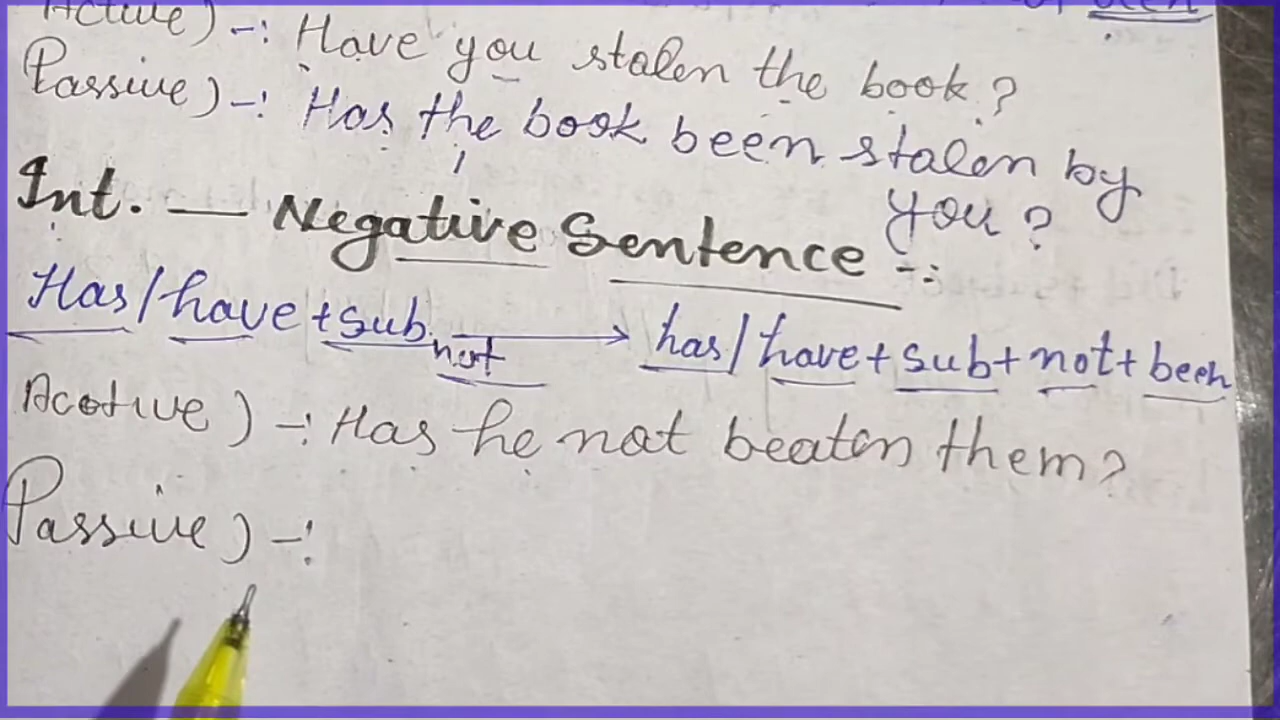 Active) -: Have you stolen the book?
Passive) -: Has the book been stolen by
you?
Int. — Negative Sentence -:
Has/have + sub. not → has/have + sub + not + been
Acotive) -: Has he not beaten them?
Passive) -: